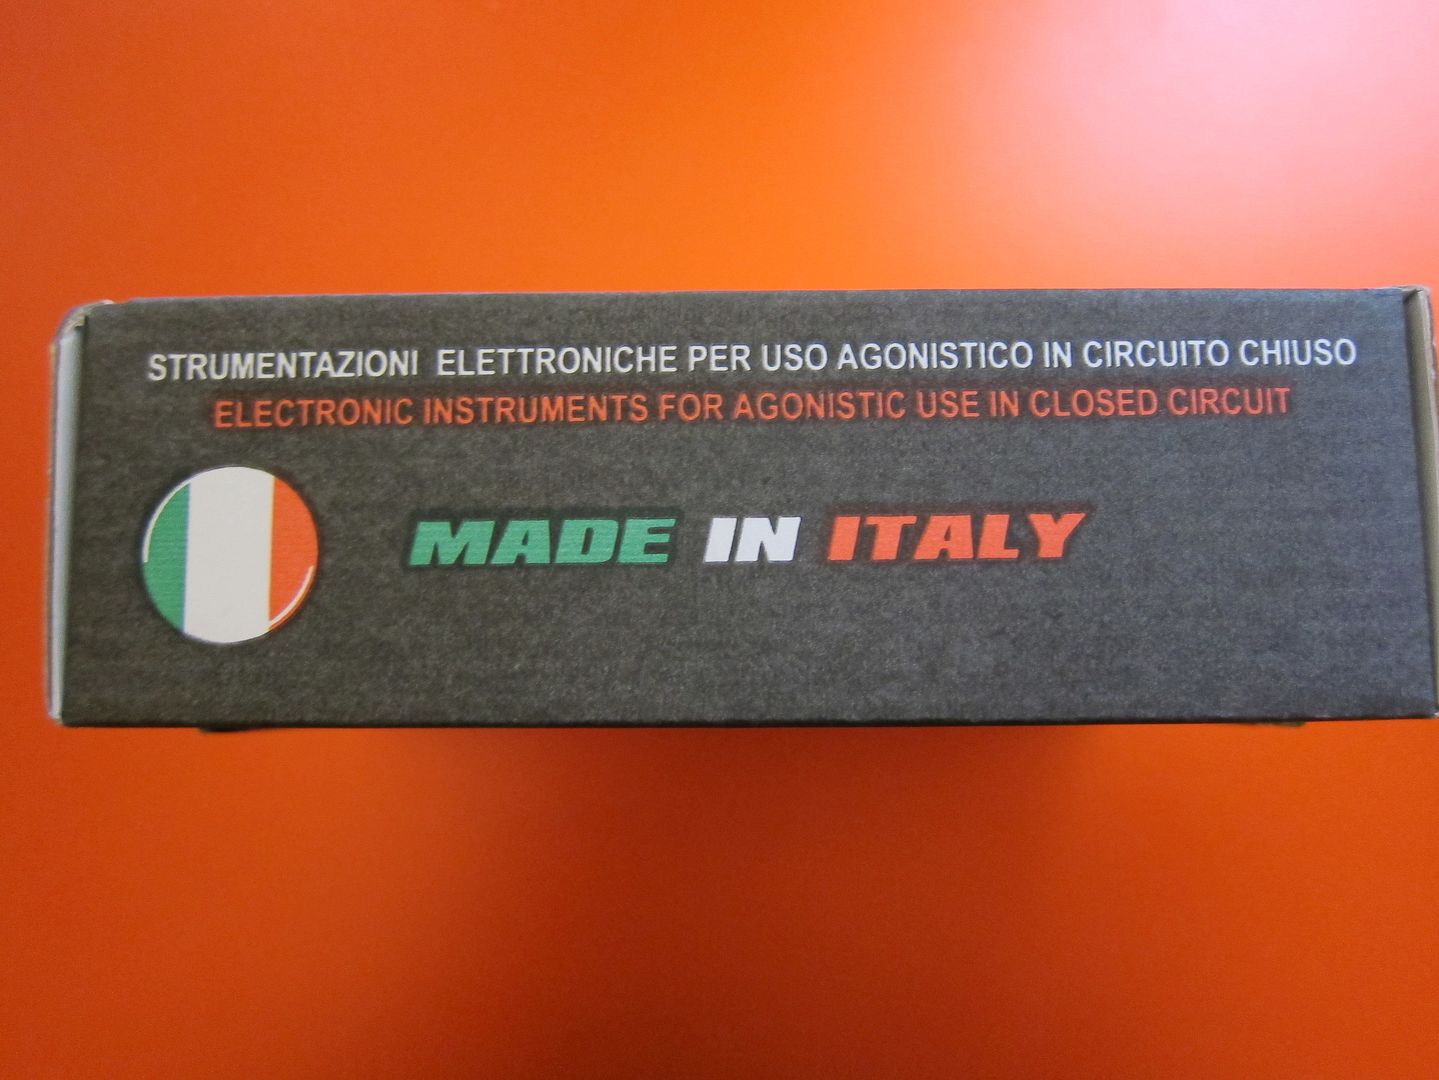 STRUMENTAZIONI ELETTRONICHE PER USO AGONISTICO IN CIRCUITO CHIUSO
ELECTRONIC INSTRUMENTS FOR AGONISTIC USE IN CLOSED CIRCUIT
MADE IN ITALY